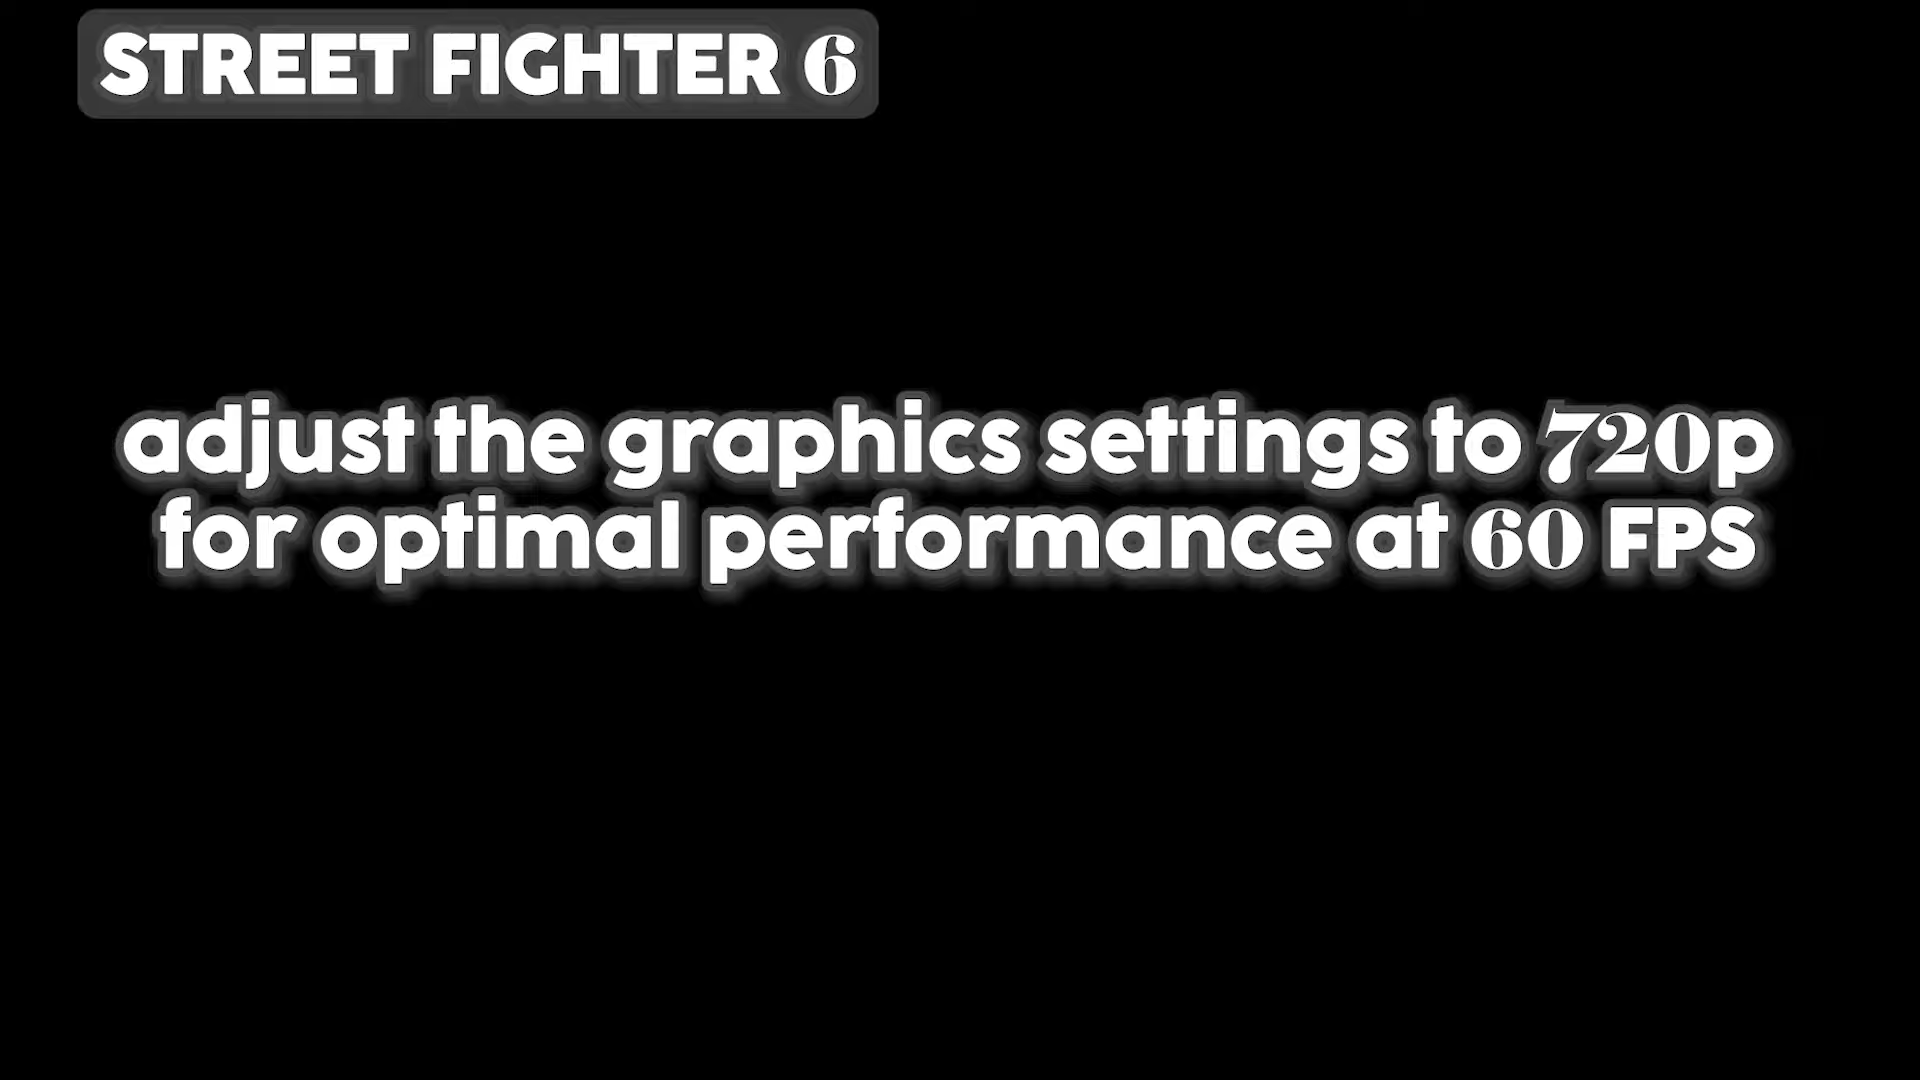 STREET FIGHTER 6
adjust the graphics settings to 720p
for optimal performance at 60 FPS